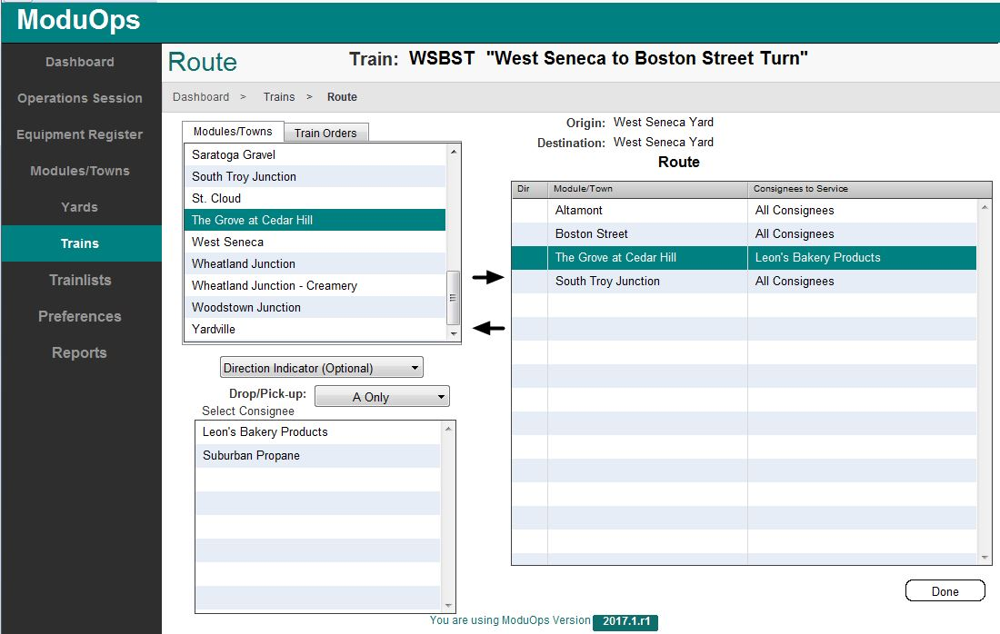 ModuOps
Dashboard
Operations Session
Equipment Register
Modules/Towns
Yards
Trains
Trainlists
Preferences
Reports
Route
Train: WSBST "West Seneca to Boston Street Turn"
Dashboard > Trains > Route
Modules/Towns Train Orders
Saratoga Gravel
South Troy Junction
St. Cloud
The Grove at Cedar Hill
West Seneca
Wheatland Junction
Wheatland Junction - Creamery
Woodstown Junction
Yardville
Direction Indicator (Optional)
Drop/Pick-up: A Only
Select Consignee
Leon's Bakery Products
Suburban Propane
Origin: West Seneca Yard
Destination: West Seneca Yard
Route
Dir Module/Town Consignees to Service
Altamont All Consignees
Boston Street All Consignees
The Grove at Cedar Hill Leon's Bakery Products
South Troy Junction All Consignees
Done
You are using ModuOps Version 2017.1.r1